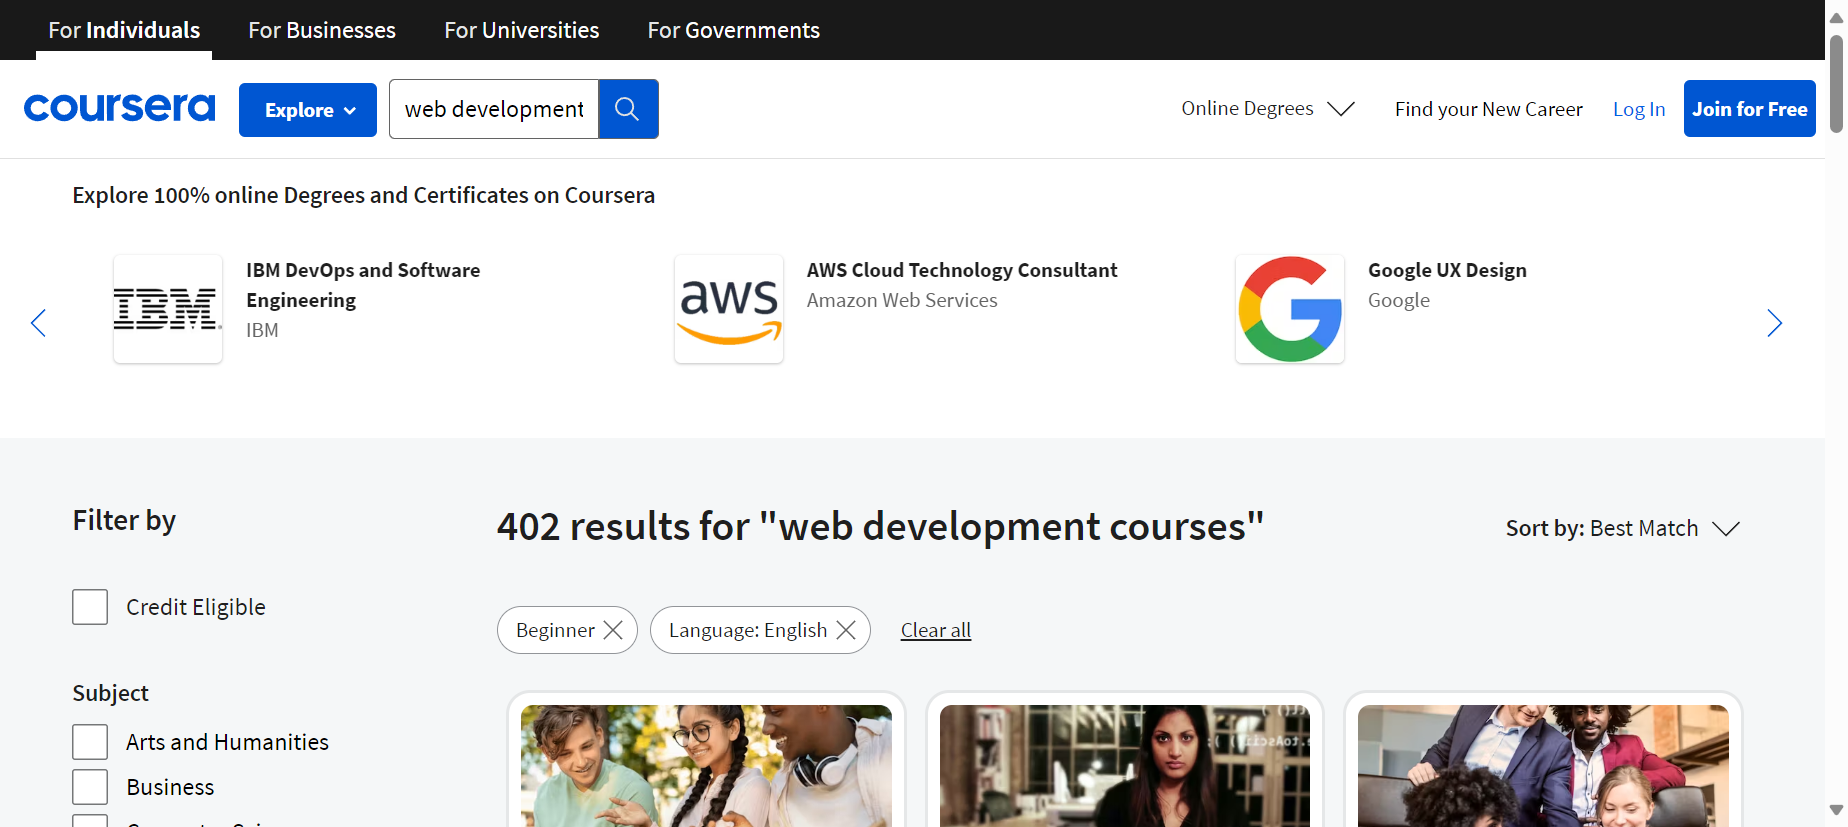 For Individuals
For Businesses
For Universities
For Governments
coursera
Explore
web development
Online Degrees
Find your New Career
Log In
Join for Free
Explore 100% online Degrees and Certificates on Coursera
IBM
IBM DevOps and Software
Engineering
IBM
aws
AWS Cloud Technology Consultant
Amazon Web Services
Google UX Design
Google
Filter by
402 results for "web development courses"
Sort by: Best Match
Credit Eligible
Beginner
Language: English
Clear all
Subject
Arts and Humanities
Business